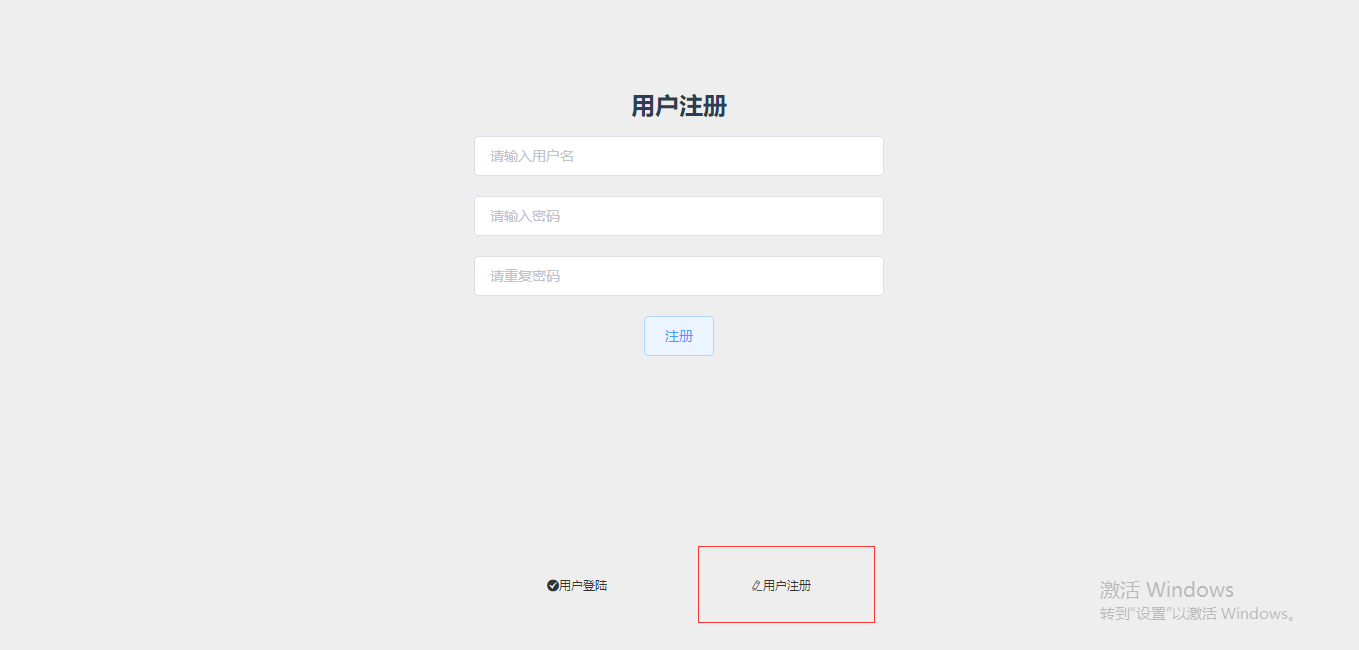 用户注册
请输入用户名
请输入密码
请重复密码
注册
用户登陆
用户注册
激活 Windows
转到"设置"以激活 Windows。